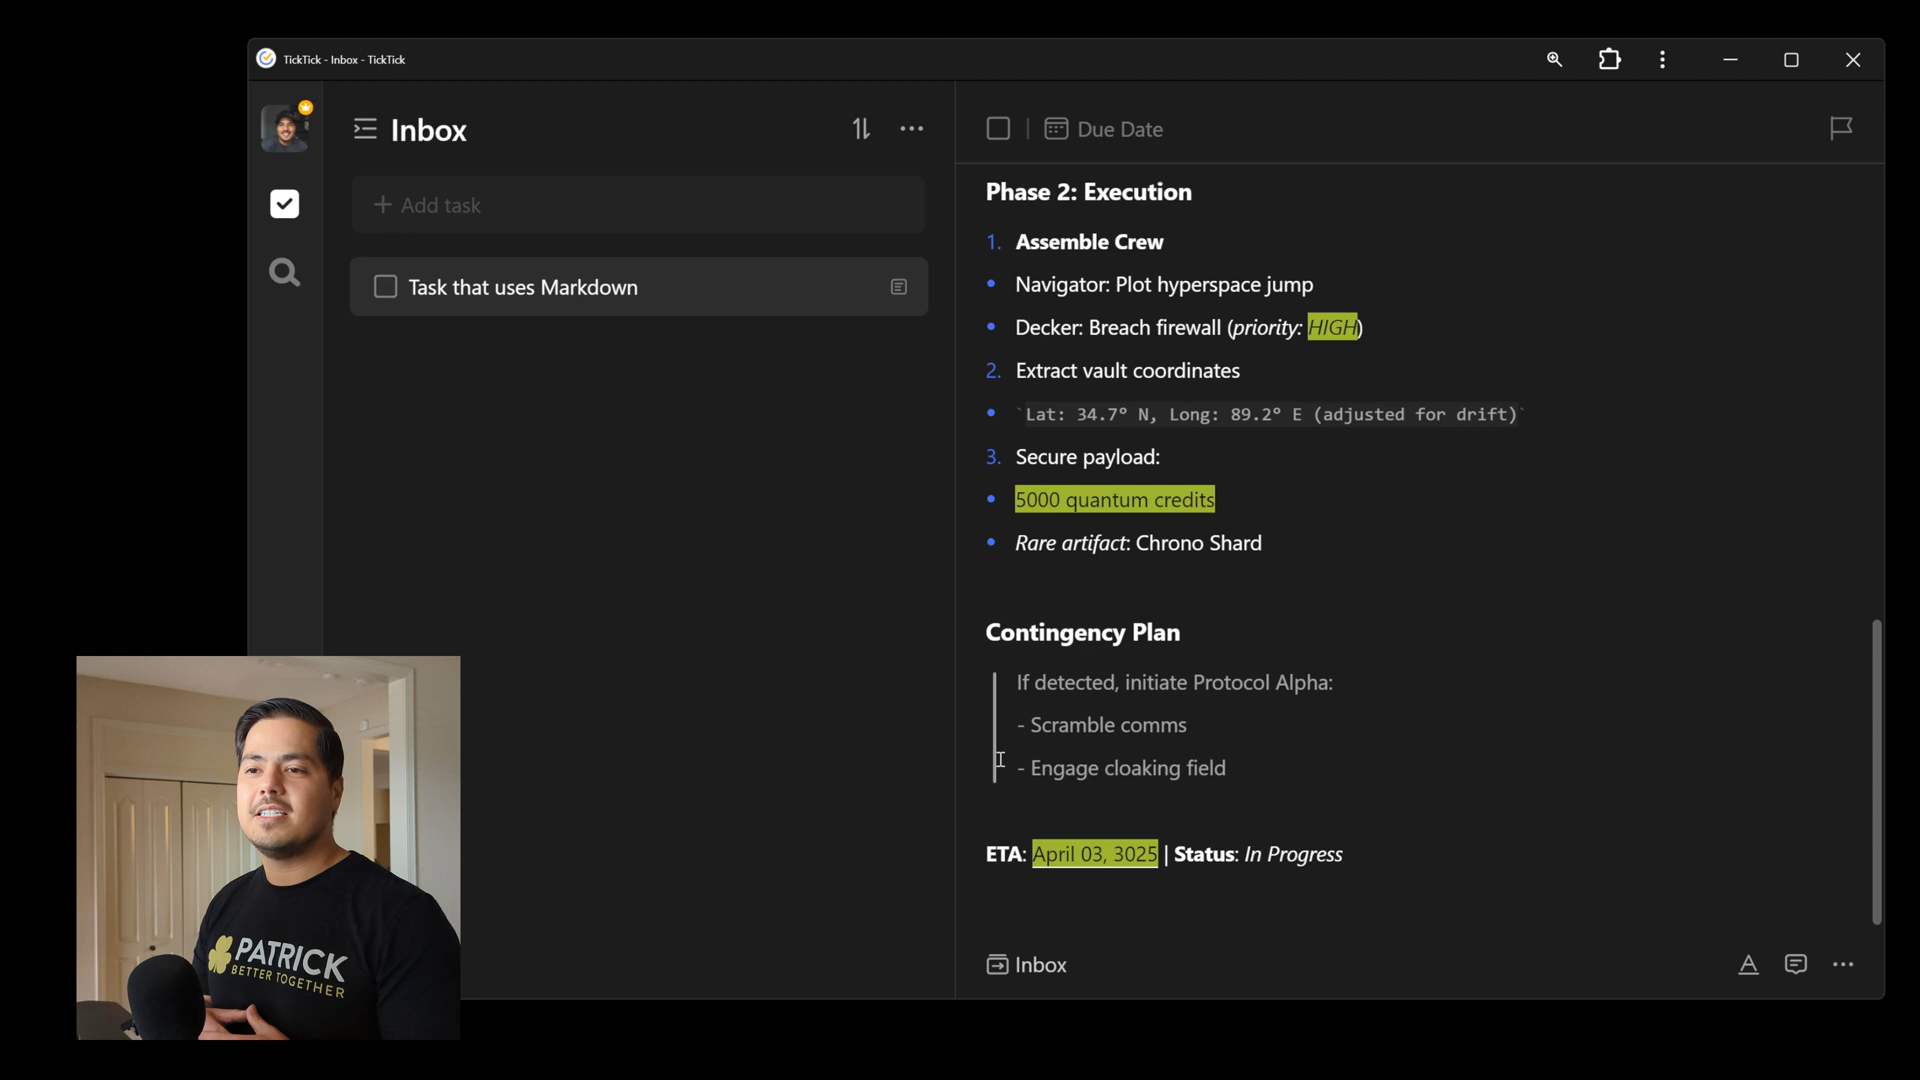 TickTick - Inbox - TickTick
Inbox
+ Add task
Task that uses Markdown
Due Date
Phase 2: Execution
1. Assemble Crew
• Navigator: Plot hyperspace jump
• Decker: Breach firewall (priority: HIGH)
2. Extract vault coordinates
• `Lat: 34.7° N, Long: 89.2° E (adjusted for drift)`
3. Secure payload:
• 5000 quantum credits
• Rare artifact: Chrono Shard
Contingency Plan
If detected, initiate Protocol Alpha:
- Scramble comms
- Engage cloaking field
ETA: April 03, 3025 | Status: In Progress
Inbox
PATRICK
BETTER TOGETHER